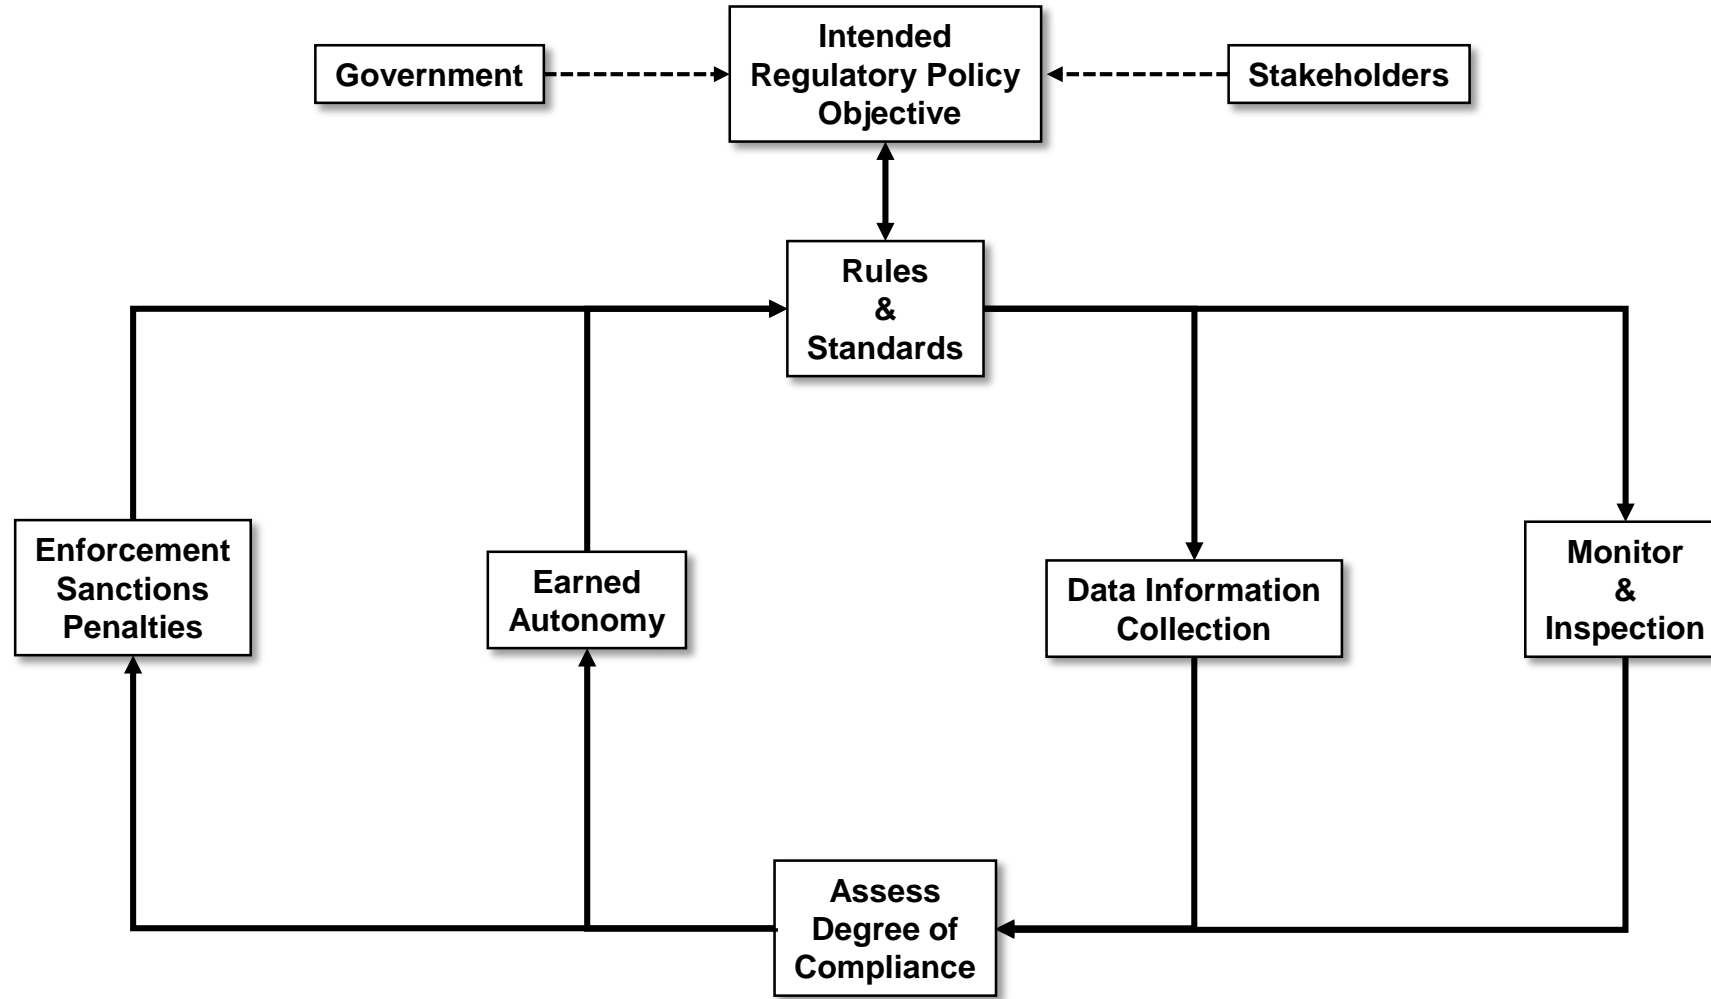 Intended
Regulatory Policy
Objective
Government
Stakeholders
Rules
&
Standards
Enforcement
Sanctions
Penalties
Earned
Autonomy
Data Information
Collection
Monitor
&
Inspection
Assess
Degree of
Compliance